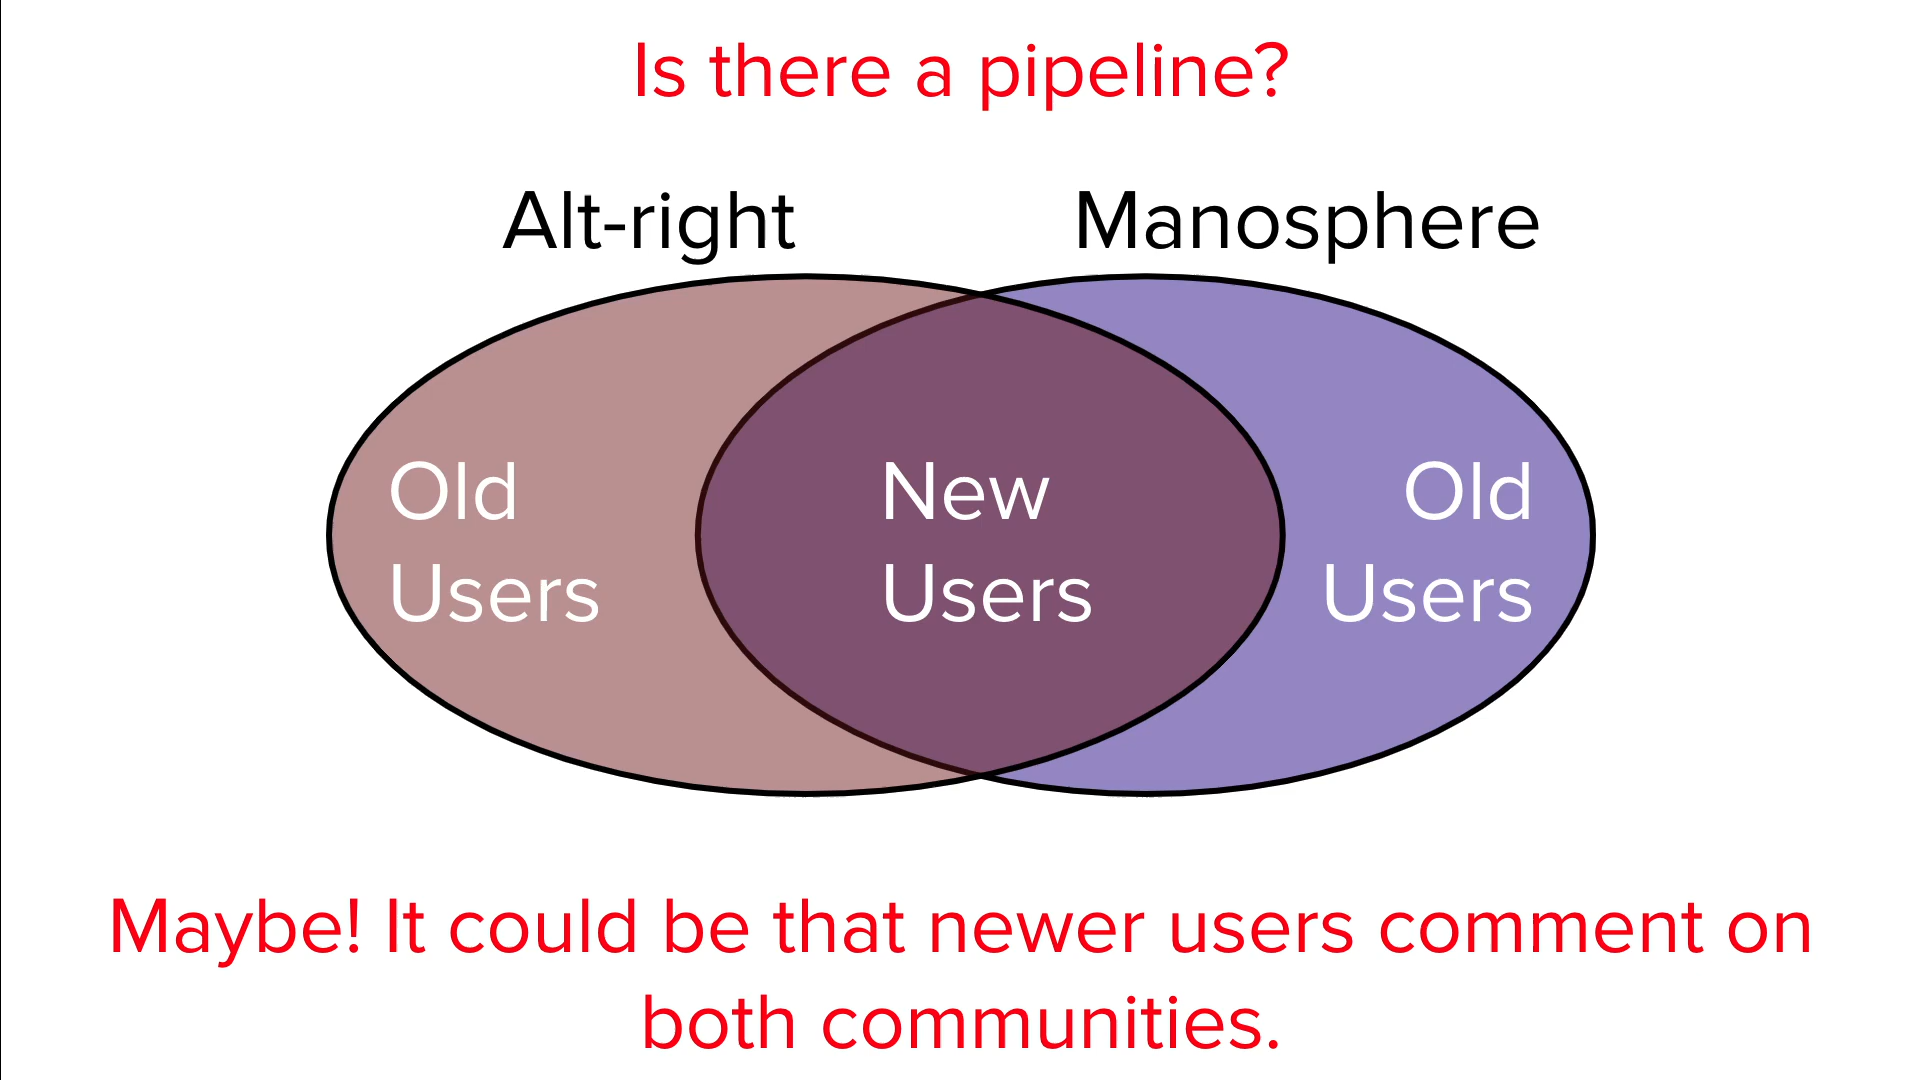 Is there a pipeline?
Alt-right
Manosphere
Old
Users
New
Users
Old
Users
Maybe! It could be that newer users comment on
both communities.